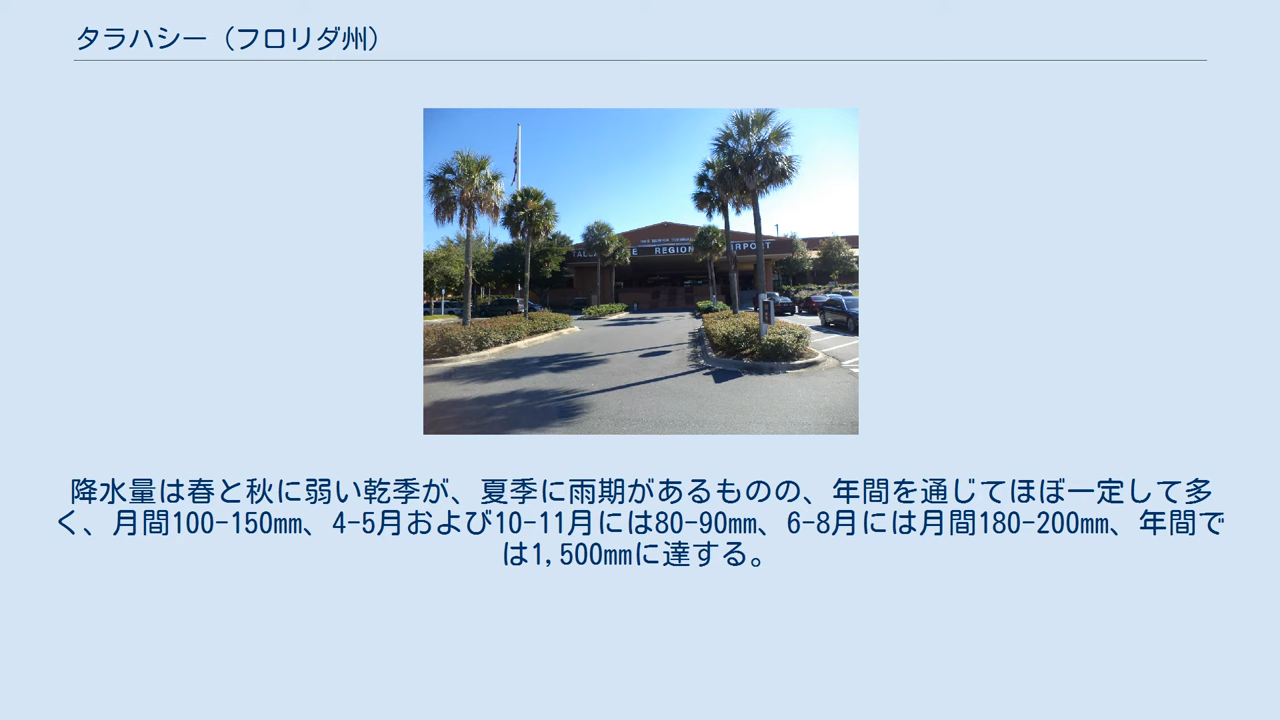 タラハシー（フロリダ州）
REGION
降水量は春と秋に弱い乾季が、夏季に雨期があるものの、年間を通じてほぼ一定して多
く、月間100-150mm、4-5月および10-11月には80-90mm、6-8月には月間180-200mm、年間で
は1,500mmに達する。